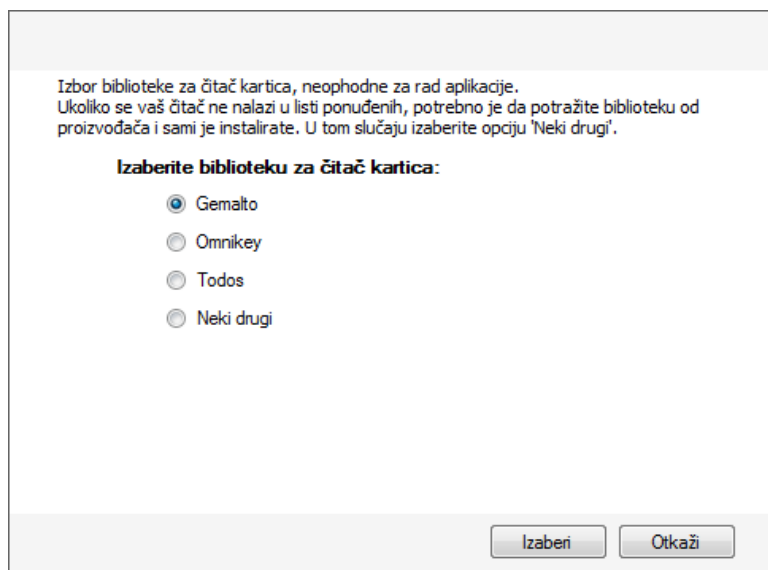 Izbor biblioteke za čitač kartica, neophodne za rad aplikacije.
Ukoliko se vaš čitač ne nalazi u listi ponuđenih, potrebno je da potražite biblioteku od
proizvođača i sami je instalirate. U tom slučaju izaberite opciju 'Neki drugi'.
Izaberite biblioteku za čitač kartica:
Gemalto
Omnikey
Todos
Neki drugi
Izaberi Otkaži